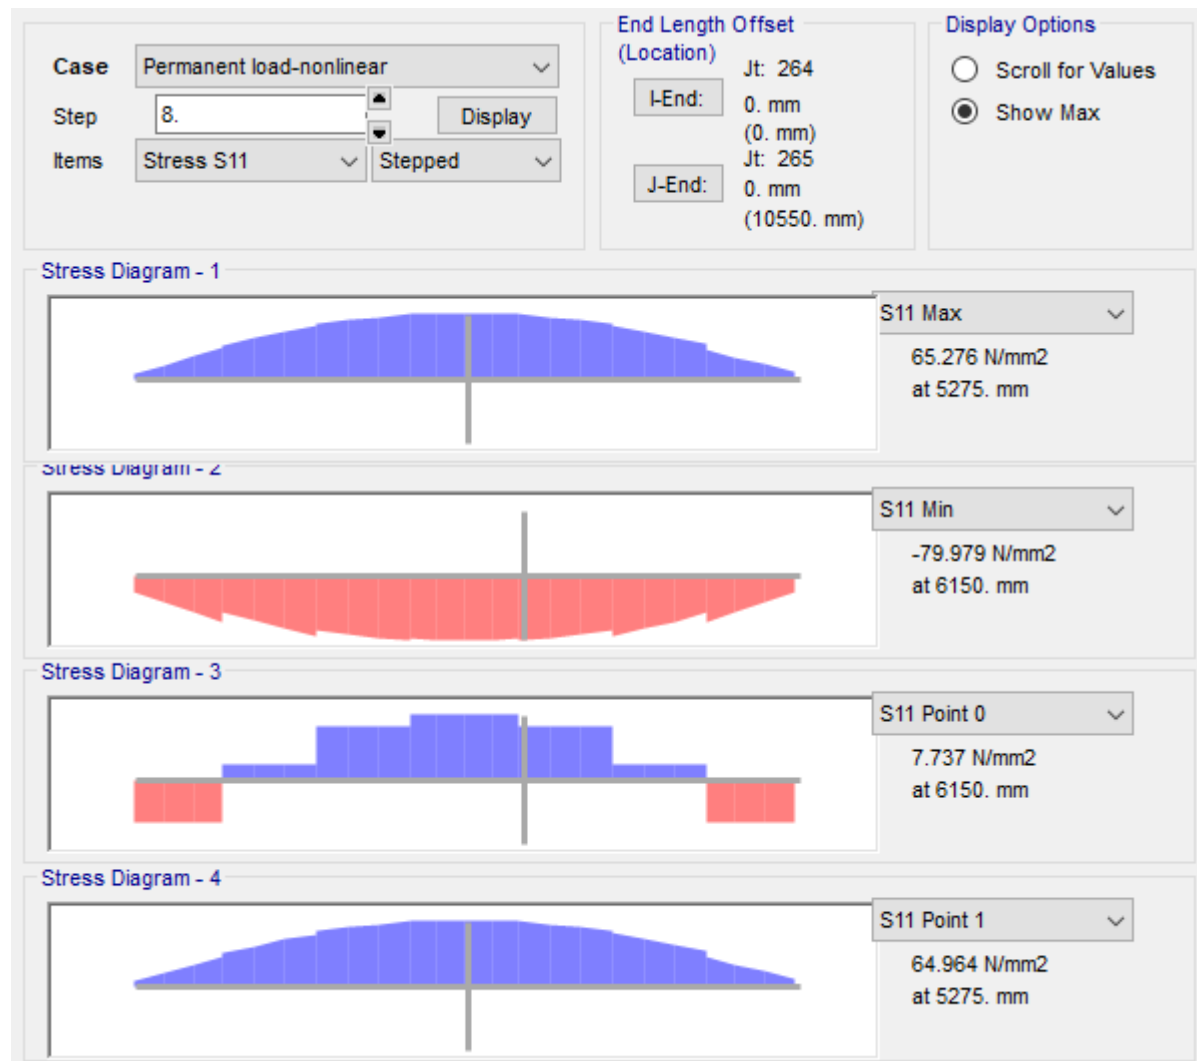 Case
Permanent load-nonlinear
Step
8.
Display
Items
Stress S11
Stepped
End Length Offset
(Location)
Jt: 264
I-End:
0. mm
(0. mm)
Jt: 265
J-End:
0. mm
(10550. mm)
Display Options
Scroll for Values
Show Max
Stress Diagram - 1
S11 Max
65.276 N/mm2
at 5275. mm
Stress Diagram - 2
S11 Min
-79.979 N/mm2
at 6150. mm
Stress Diagram - 3
S11 Point 0
7.737 N/mm2
at 6150. mm
Stress Diagram - 4
S11 Point 1
64.964 N/mm2
at 5275. mm